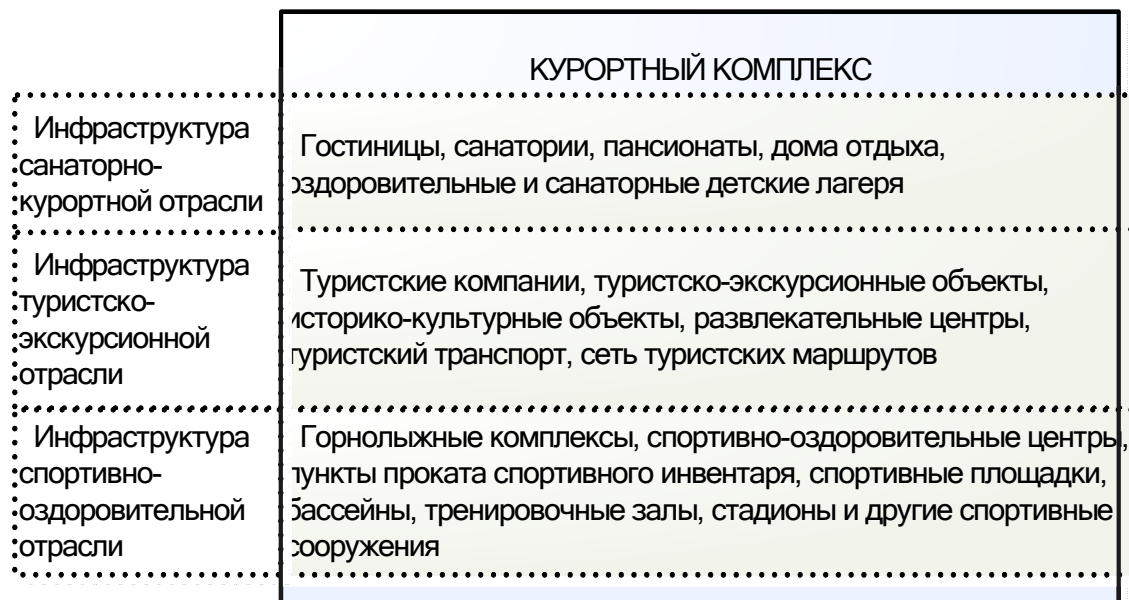 КУРОРТНЫЙ КОМПЛЕКС
Инфраструктура
санаторно-
курортной отрасли
Гостиницы, санатории, пансионаты, дома отдыха,
оздоровительные и санаторные детские лагеря
Инфраструктура
туристско-
экскурсионной
отрасли
Туристские компании, туристско-экскурсионные объекты,
историко-культурные объекты, развлекательные центры,
туристский транспорт, сеть туристских маршрутов
Инфраструктура
спортивно-
оздоровительной
отрасли
Горнолыжные комплексы, спортивно-оздоровительные центры,
пункты проката спортивного инвентаря, спортивные площадки,
бассейны, тренировочные залы, стадионы и другие спортивные
сооружения